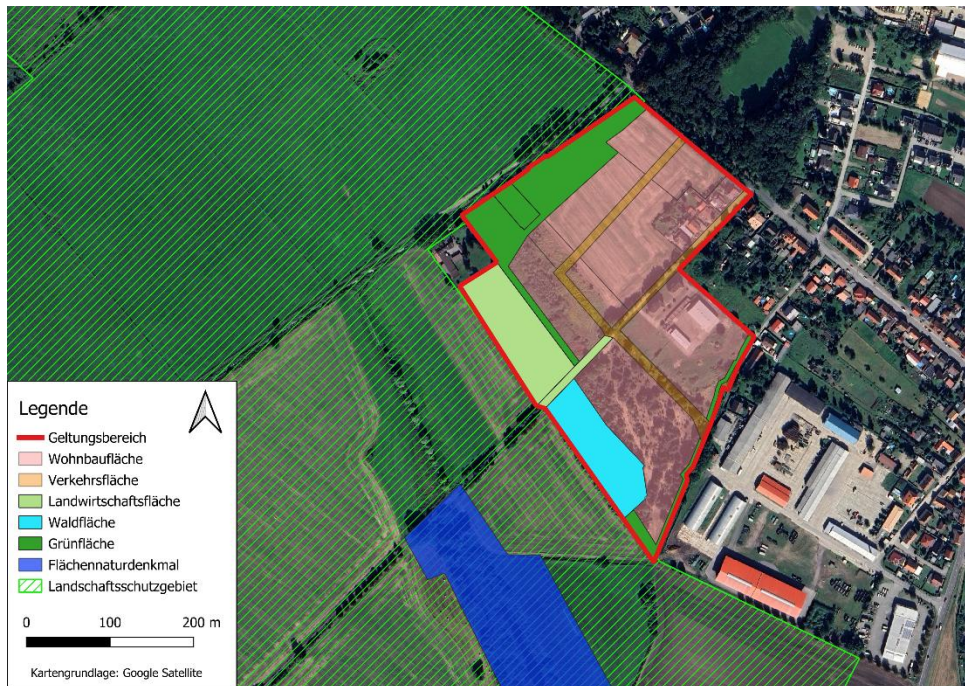 Legende
Geltungsbereich
Wohnbaufläche
Verkehrsfläche
Landwirtschaftsfläche
Waldfläche
Grünfläche
Flächennaturdenkmal
Landschaftsschutzgebiet
0 100 200 m
Kartengrundlage: Google Satellite